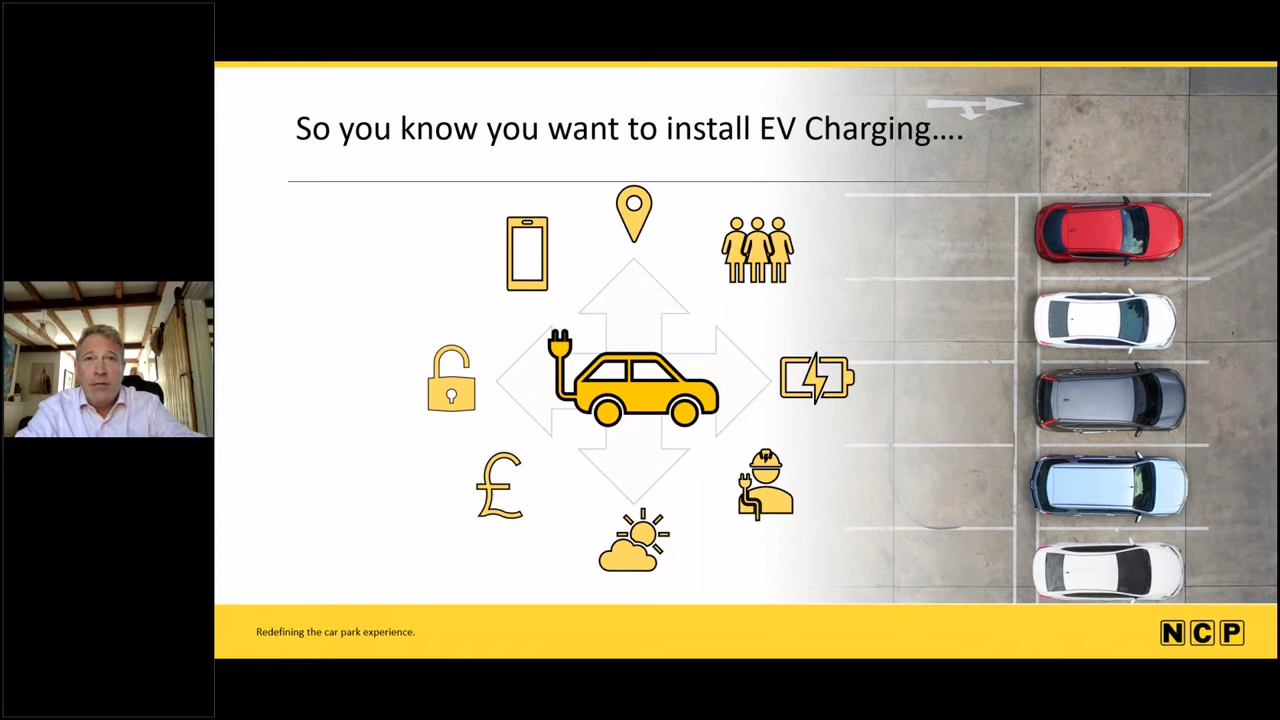 So you know you want to install EV Charging....
Redefining the car park experience.
NCP